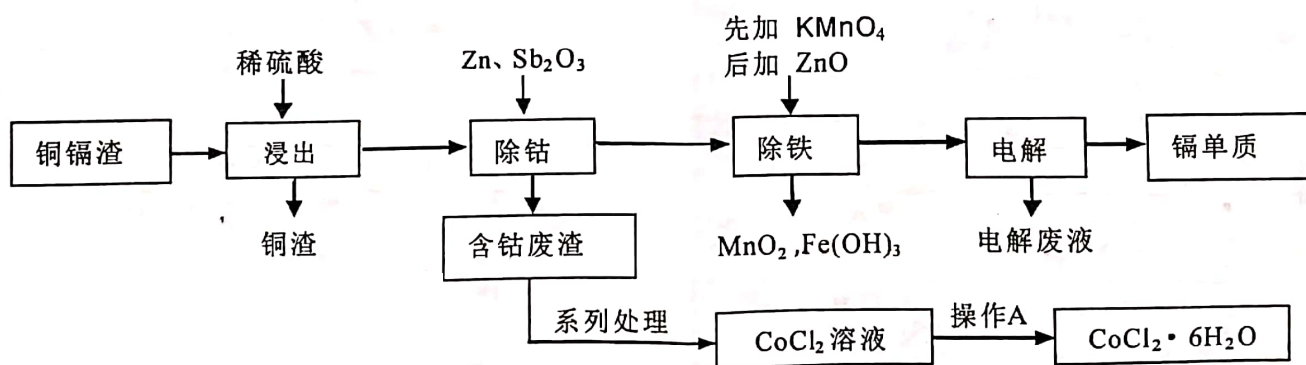 先加 KMnO₄
后加 ZnO
稀硫酸
Zn、Sb₂O₃
铜镉渣
浸出
除钴
除铁
电解
镉单质
铜渣
含钴废渣
MnO₂,Fe(OH)₃
电解废液
系列处理
CoCl₂溶液
操作A
CoCl₂·6H₂O